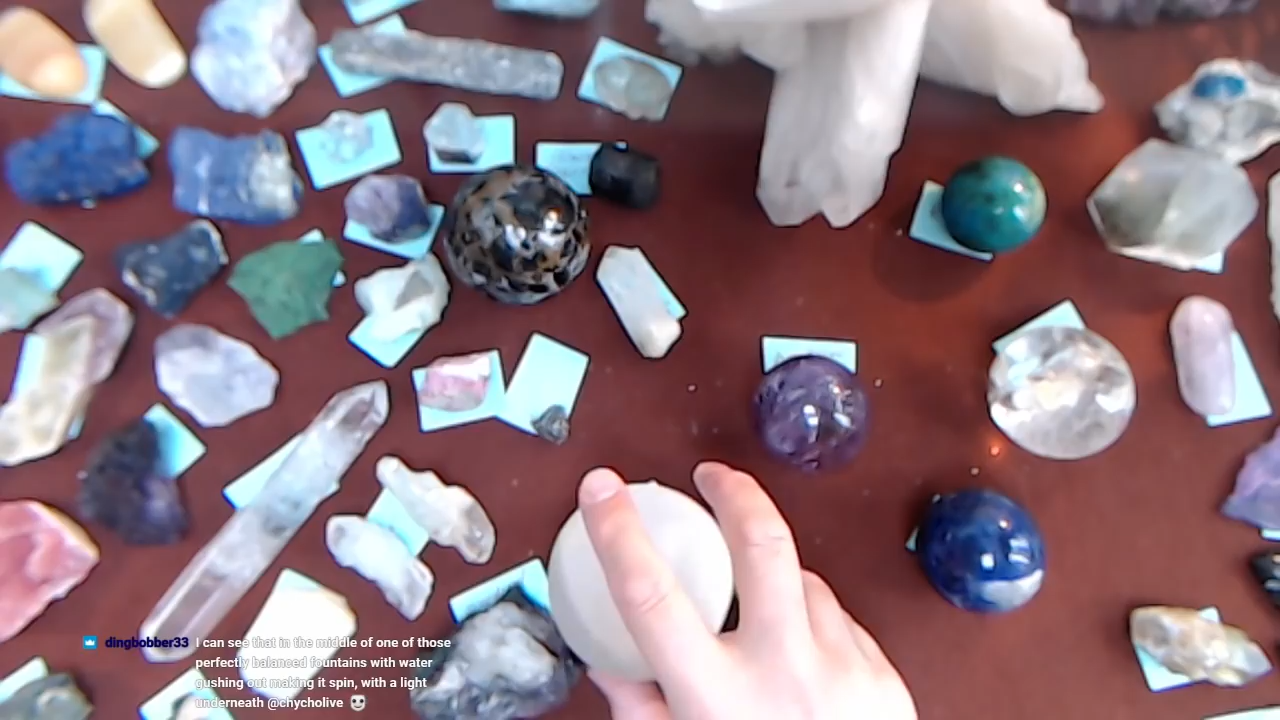 dingbobber33 I can see that in the middle of one of those
perfectly balanced fountains with water
gushing out making it spin, with a light
underneath @chycholive